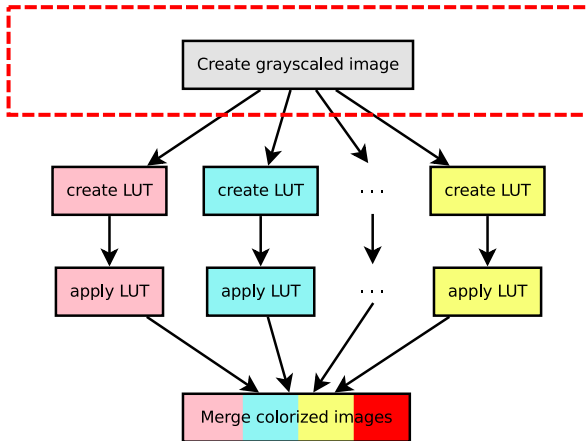 Create grayscaled image
create LUT create LUT ... create LUT
apply LUT apply LUT ... apply LUT
Merge colorized images